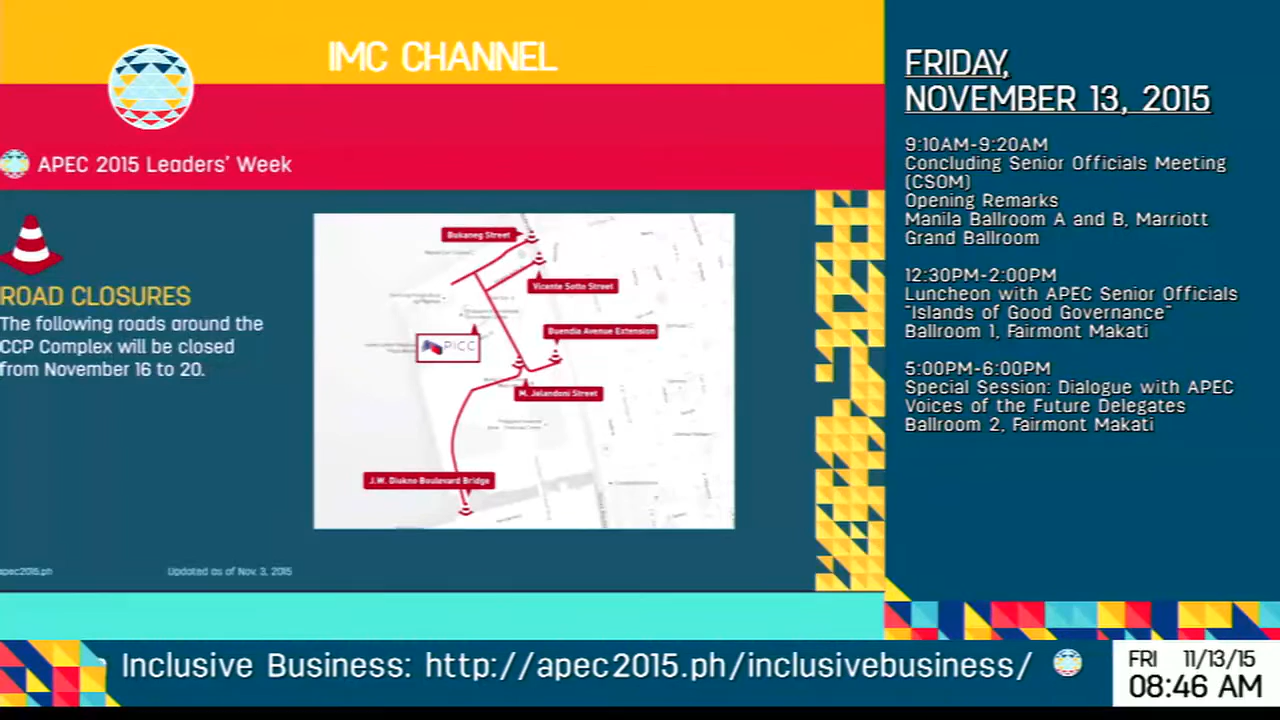 IMC CHANNEL
APEC 2015 Leaders' Week
ROAD CLOSURES
The following roads around the
CCP Complex will be closed
from November 16 to 20.
Bukaneg Street
Vicente Sotto Street
Buendia Avenue Extension
PICC
M. Jalandoni Street
J.W. Diokno Boulevard Bridge
apec2015.ph
Updated as of Nov. 3, 2015
FRIDAY,
NOVEMBER 13, 2015
9:10AM-9:20AM
Concluding Senior Officials Meeting
(CSOM)
Opening Remarks
Manila Ballroom A and B, Marriott
Grand Ballroom
12:30PM-2:00PM
Luncheon with APEC Senior Officials
"Islands of Good Governance"
Ballroom 1, Fairmont Makati
5:00PM-6:00PM
Special Session: Dialogue with APEC
Voices of the Future Delegates
Ballroom 2, Fairmont Makati
Inclusive Business: http://apec2015.ph/inclusivebusiness/
FRI 11/13/15
08:46 AM